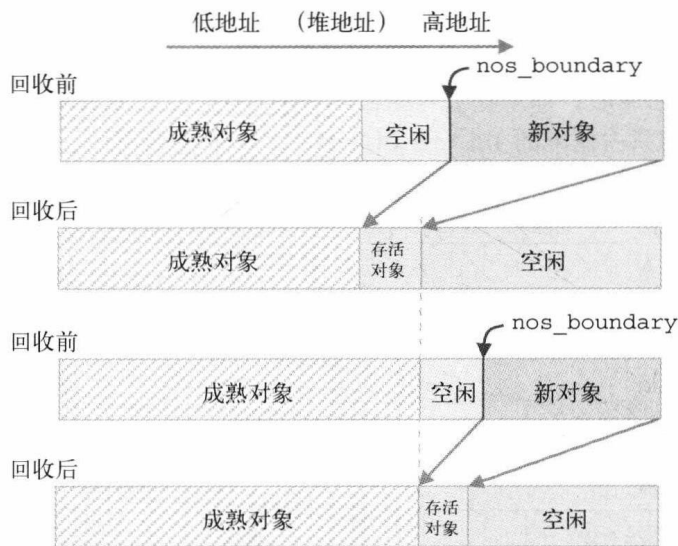 低地址 (堆地址) 高地址
nos_boundary
回收前
成熟对象 空闲 新对象
回收后
成熟对象 存活对象 空闲
nos_boundary
回收前
成熟对象 空闲 新对象
回收后
成熟对象 存活对象 空闲